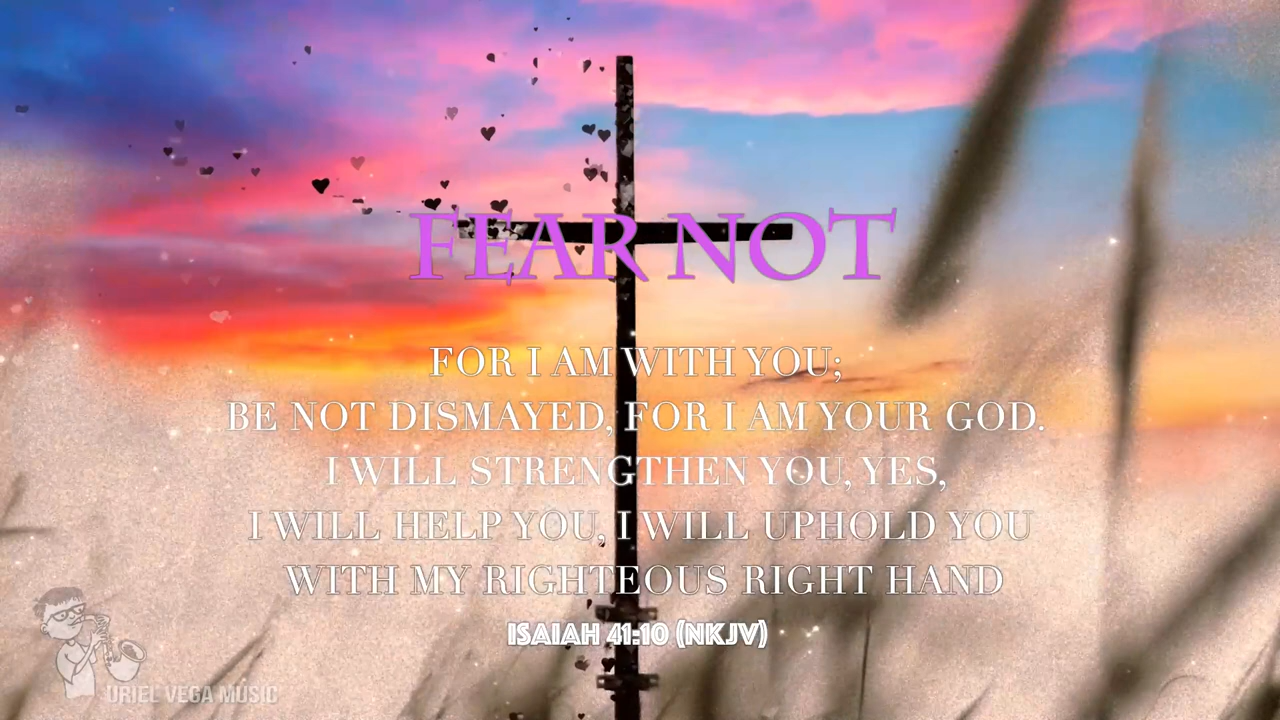 FEAR NOT
FOR I AM WITH YOU;
BE NOT DISMAYED, FOR I AM YOUR GOD.
I WILL STRENGTHEN YOU, YES,
I WILL HELP YOU, I WILL UPHOLD YOU
WITH MY RIGHTEOUS RIGHT HAND
ISAIAH 41:10 (NKJV)
URIEL VEGA MUSIC